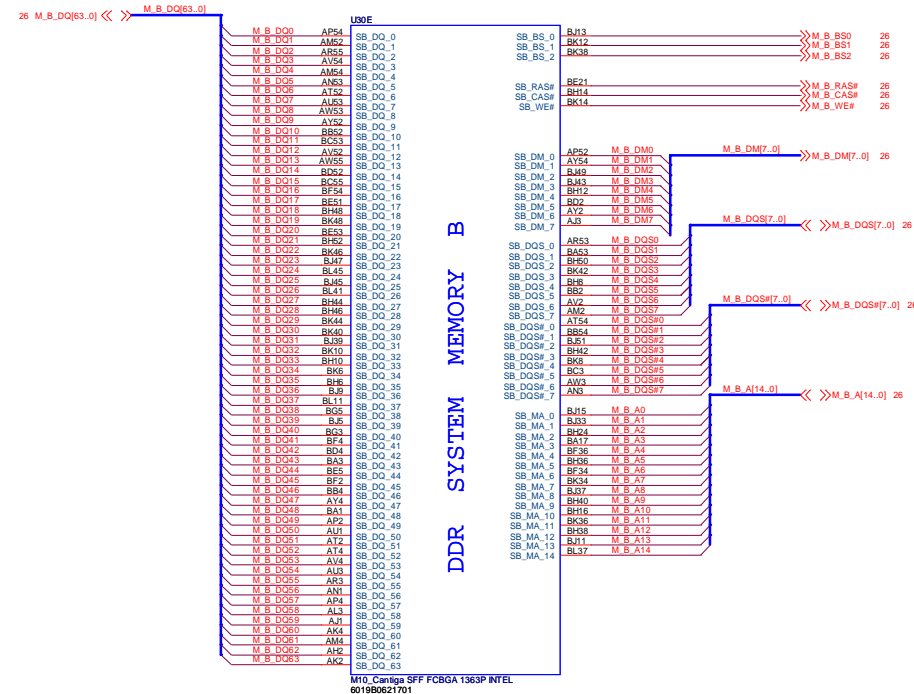 26 M_B_DQ[63..0] M_B_DQ[63..0]
U30E
M_B_DQ0 AP54 SB_DQ_0
M_B_DQ1 AM52 SB_DQ_1
M_B_DQ2 AR55 SB_DQ_2
M_B_DQ3 AV54 SB_DQ_3
M_B_DQ4 AM54 SB_DQ_4
M_B_DQ5 AN53 SB_DQ_5
M_B_DQ6 AT52 SB_DQ_6
M_B_DQ7 AU53 SB_DQ_7
M_B_DQ8 AW53 SB_DQ_8
M_B_DQ9 AY52 SB_DQ_9
M_B_DQ10 BB52 SB_DQ_10
M_B_DQ11 BC53 SB_DQ_11
M_B_DQ12 AV52 SB_DQ_12
M_B_DQ13 AW55 SB_DQ_13
M_B_DQ14 BD52 SB_DQ_14
M_B_DQ15 BC55 SB_DQ_15
M_B_DQ16 BF54 SB_DQ_16
M_B_DQ17 BE51 SB_DQ_17
M_B_DQ18 BH48 SB_DQ_18
M_B_DQ19 BK48 SB_DQ_19
M_B_DQ20 BE53 SB_DQ_20
M_B_DQ21 BH52 SB_DQ_21
M_B_DQ22 BK46 SB_DQ_22
M_B_DQ23 BJ47 SB_DQ_23
M_B_DQ24 BL45 SB_DQ_24
M_B_DQ25 BJ45 SB_DQ_25
M_B_DQ26 BL41 SB_DQ_26
M_B_DQ27 BH44 SB_DQ_27
M_B_DQ28 BH46 SB_DQ_28
M_B_DQ29 BK44 SB_DQ_29
M_B_DQ30 BK40 SB_DQ_30
M_B_DQ31 BJ39 SB_DQ_31
M_B_DQ32 BK10 SB_DQ_32
M_B_DQ33 BH10 SB_DQ_33
M_B_DQ34 BK6 SB_DQ_34
M_B_DQ35 BH6 SB_DQ_35
M_B_DQ36 BJ9 SB_DQ_36
M_B_DQ37 BL11 SB_DQ_37
M_B_DQ38 BG5 SB_DQ_38
M_B_DQ39 BJ5 SB_DQ_39
M_B_DQ40 BG3 SB_DQ_40
M_B_DQ41 BF4 SB_DQ_41
M_B_DQ42 BD4 SB_DQ_42
M_B_DQ43 BA3 SB_DQ_43
M_B_DQ44 BE5 SB_DQ_44
M_B_DQ45 BF2 SB_DQ_45
M_B_DQ46 BB4 SB_DQ_46
M_B_DQ47 AY4 SB_DQ_47
M_B_DQ48 BA1 SB_DQ_48
M_B_DQ49 AP2 SB_DQ_49
M_B_DQ50 AU1 SB_DQ_50
M_B_DQ51 AT2 SB_DQ_51
M_B_DQ52 AT4 SB_DQ_52
M_B_DQ53 AV4 SB_DQ_53
M_B_DQ54 AU3 SB_DQ_54
M_B_DQ55 AR3 SB_DQ_55
M_B_DQ56 AN1 SB_DQ_56
M_B_DQ57 AP4 SB_DQ_57
M_B_DQ58 AL3 SB_DQ_58
M_B_DQ59 AJ1 SB_DQ_59
M_B_DQ60 AK4 SB_DQ_60
M_B_DQ61 AM4 SB_DQ_61
M_B_DQ62 AH2 SB_DQ_62
M_B_DQ63 AK2 SB_DQ_63
DDR SYSTEM MEMORY B
SB_BS_0 BJ13 M_B_BS0 26
SB_BS_1 BK12 M_B_BS1 26
SB_BS_2 BK38 M_B_BS2 26
SB_RAS# BE21 M_B_RAS# 26
SB_CAS# BH14 M_B_CAS# 26
SB_WE# BK14 M_B_WE# 26
SB_DM_0 AP52 M_B_DM0 M_B_DM[7..0] M_B_DM[7..0] 26
SB_DM_1 AY54 M_B_DM1
SB_DM_2 BJ49 M_B_DM2
SB_DM_3 BJ43 M_B_DM3
SB_DM_4 BH12 M_B_DM4
SB_DM_5 BD2 M_B_DM5
SB_DM_6 AY2 M_B_DM6
SB_DM_7 AJ3 M_B_DM7
M_B_DQS[7..0] M_B_DQS[7..0] 26
SB_DQS_0 AR53 M_B_DQS0
SB_DQS_1 BA53 M_B_DQS1
SB_DQS_2 BH50 M_B_DQS2
SB_DQS_3 BK42 M_B_DQS3
SB_DQS_4 BH8 M_B_DQS4
SB_DQS_5 BB2 M_B_DQS5
SB_DQS_6 AV2 M_B_DQS6
SB_DQS_7 AM2 M_B_DQS7
M_B_DQS#[7..0] M_B_DQS#[7..0] 26
SB_DQS#_0 AT54 M_B_DQS#0
SB_DQS#_1 BB54 M_B_DQS#1
SB_DQS#_2 BJ51 M_B_DQS#2
SB_DQS#_3 BH42 M_B_DQS#3
SB_DQS#_4 BK8 M_B_DQS#4
SB_DQS#_5 BC3 M_B_DQS#5
SB_DQS#_6 AW3 M_B_DQS#6
SB_DQS#_7 AN3 M_B_DQS#7
M_B_A[14..0] M_B_A[14..0] 26
SB_MA_0 BJ15 M_B_A0
SB_MA_1 BJ33 M_B_A1
SB_MA_2 BH24 M_B_A2
SB_MA_3 BA17 M_B_A3
SB_MA_4 BF36 M_B_A4
SB_MA_5 BH36 M_B_A5
SB_MA_6 BF34 M_B_A6
SB_MA_7 BK34 M_B_A7
SB_MA_8 BJ37 M_B_A8
SB_MA_9 BH40 M_B_A9
SB_MA_10 BH16 M_B_A10
SB_MA_11 BK36 M_B_A11
SB_MA_12 BH38 M_B_A12
SB_MA_13 BJ11 M_B_A13
SB_MA_14 BL37 M_B_A14
M10_Cantiga SFF FCBGA 1363P INTEL
6019B0621701